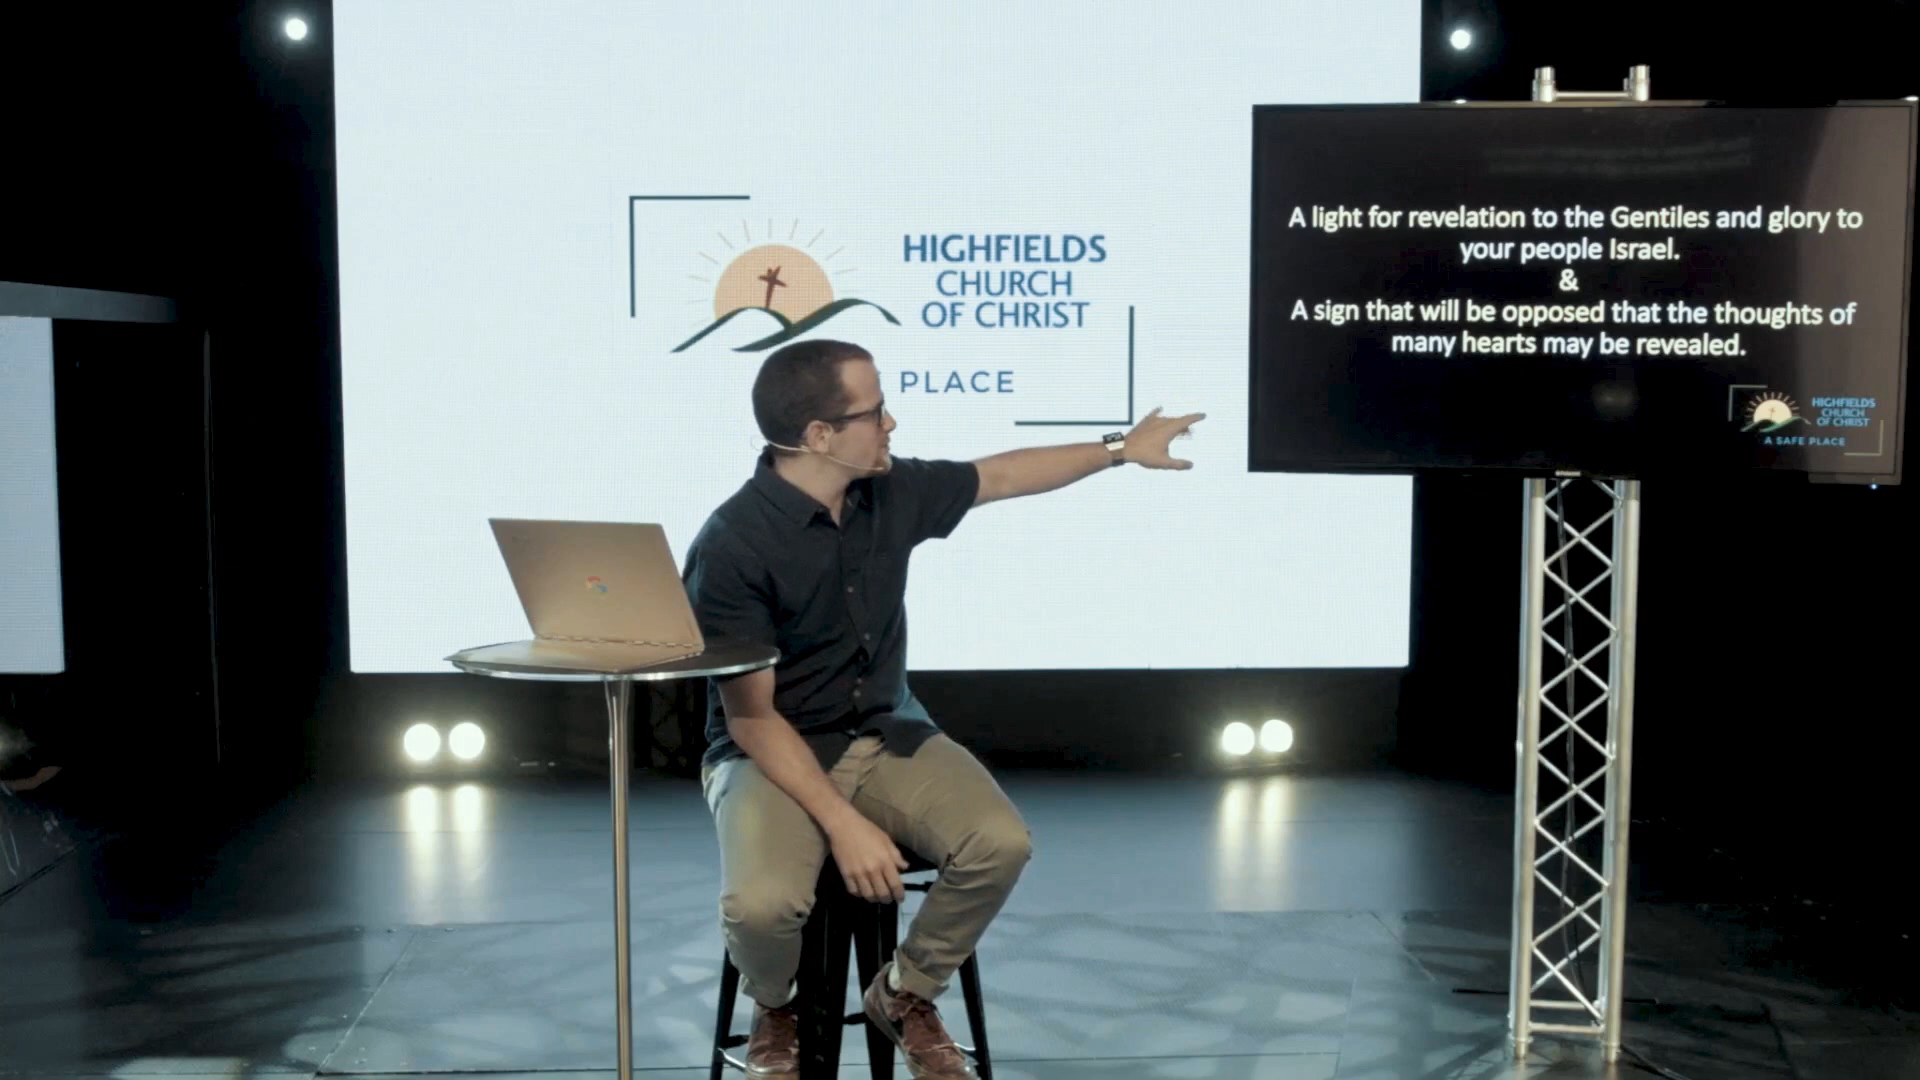 HIGHFIELDS
CHURCH
OF CHRIST
PLACE
A light for revelation to the Gentiles and glory to
your people Israel.
&
A sign that will be opposed that the thoughts of
many hearts may be revealed.
HIGHFIELDS
CHURCH
OF CHRIST
A SAFE PLACE